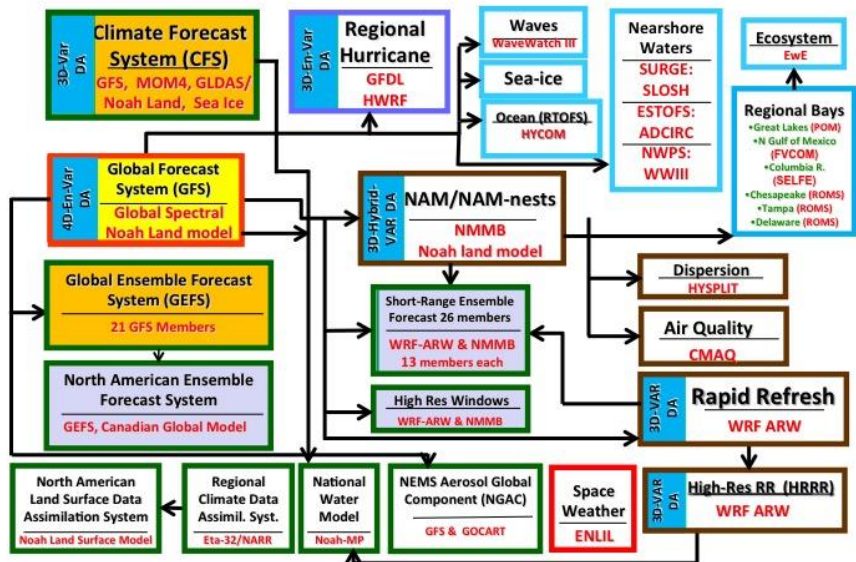 3D-Var DA
Climate Forecast
System (CFS)
GFS, MOM4, GLDAS/
Noah Land, Sea Ice
3D-En-Var DA
Regional
Hurricane
GFDL
HWRF
Waves
WaveWatch III
Sea-ice
Ocean (RTOFS)
HYCOM
Nearshore
Waters
SURGE:
SLOSH
ESTOFS:
ADCIRC
NWPS:
WWIII
Ecosystem
EwE
Regional Bays
•Great Lakes (POM)
•N Gulf of Mexico
(FVCOM)
•Columbia R.
(SELFE)
•Chesapeake (ROMS)
•Tampa (ROMS)
•Delaware (ROMS)
4D-En-Var DA
Global Forecast
System (GFS)
Global Spectral
Noah Land model
3D-Hybrid-
VAR DA
NAM/NAM-nests
NMMB
Noah land model
Dispersion
HYSPLIT
Air Quality
CMAQ
Global Ensemble Forecast
System (GEFS)
21 GFS Members
Short-Range Ensemble
Forecast 26 members
WRF-ARW & NMMB
13 members each
North American Ensemble
Forecast System
GEFS, Canadian Global Model
High Res Windows
WRF-ARW & NMMB
3D-VAR
DA
Rapid Refresh
WRF ARW
North American
Land Surface Data
Assimilation System
Noah Land Surface Model
Regional
Climate Data
Assimil. Syst.
Eta-32/NARR
National
Water
Model
Noah-MP
NEMS Aerosol Global
Component (NGAC)
GFS & GOCART
Space
Weather
ENLIL
3D-VAR
DA
High-Res RR (HRRR)
WRF ARW